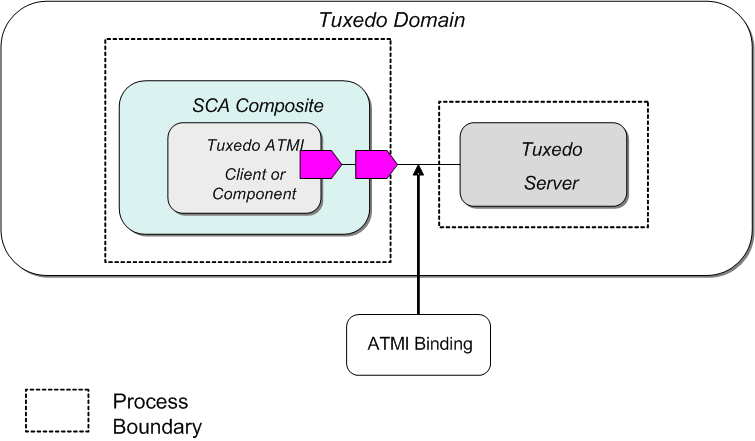 Tuxedo Domain
SCA Composite
Tuxedo ATMI
Client or
Component
Tuxedo
Server
ATMI Binding
Process
Boundary